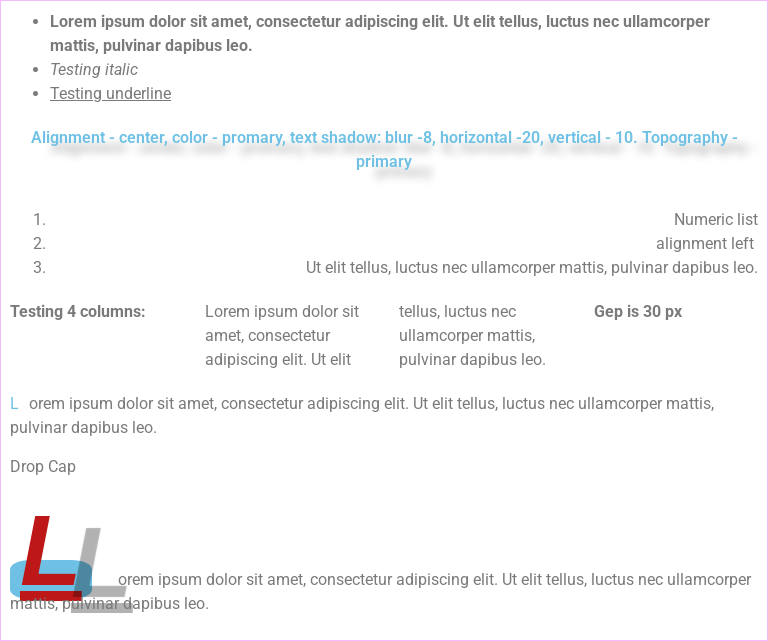 • Lorem ipsum dolor sit amet, consectetur adipiscing elit. Ut elit tellus, luctus nec ullamcorper
mattis, pulvinar dapibus leo.
• Testing italic
• Testing underline
Alignment - center, color - promary, text shadow: blur -8, horizontal -20, vertical - 10. Topography -
primary
1. Numeric list
2. alignment left
3. Ut elit tellus, luctus nec ullamcorper mattis, pulvinar dapibus leo.
Testing 4 columns:
Lorem ipsum dolor sit
amet, consectetur
adipiscing elit. Ut elit
tellus, luctus nec
ullamcorper mattis,
pulvinar dapibus leo.
Gep is 30 px
L orem ipsum dolor sit amet, consectetur adipiscing elit. Ut elit tellus, luctus nec ullamcorper mattis,
pulvinar dapibus leo.
Drop Cap
L orem ipsum dolor sit amet, consectetur adipiscing elit. Ut elit tellus, luctus nec ullamcorper
mattis, pulvinar dapibus leo.